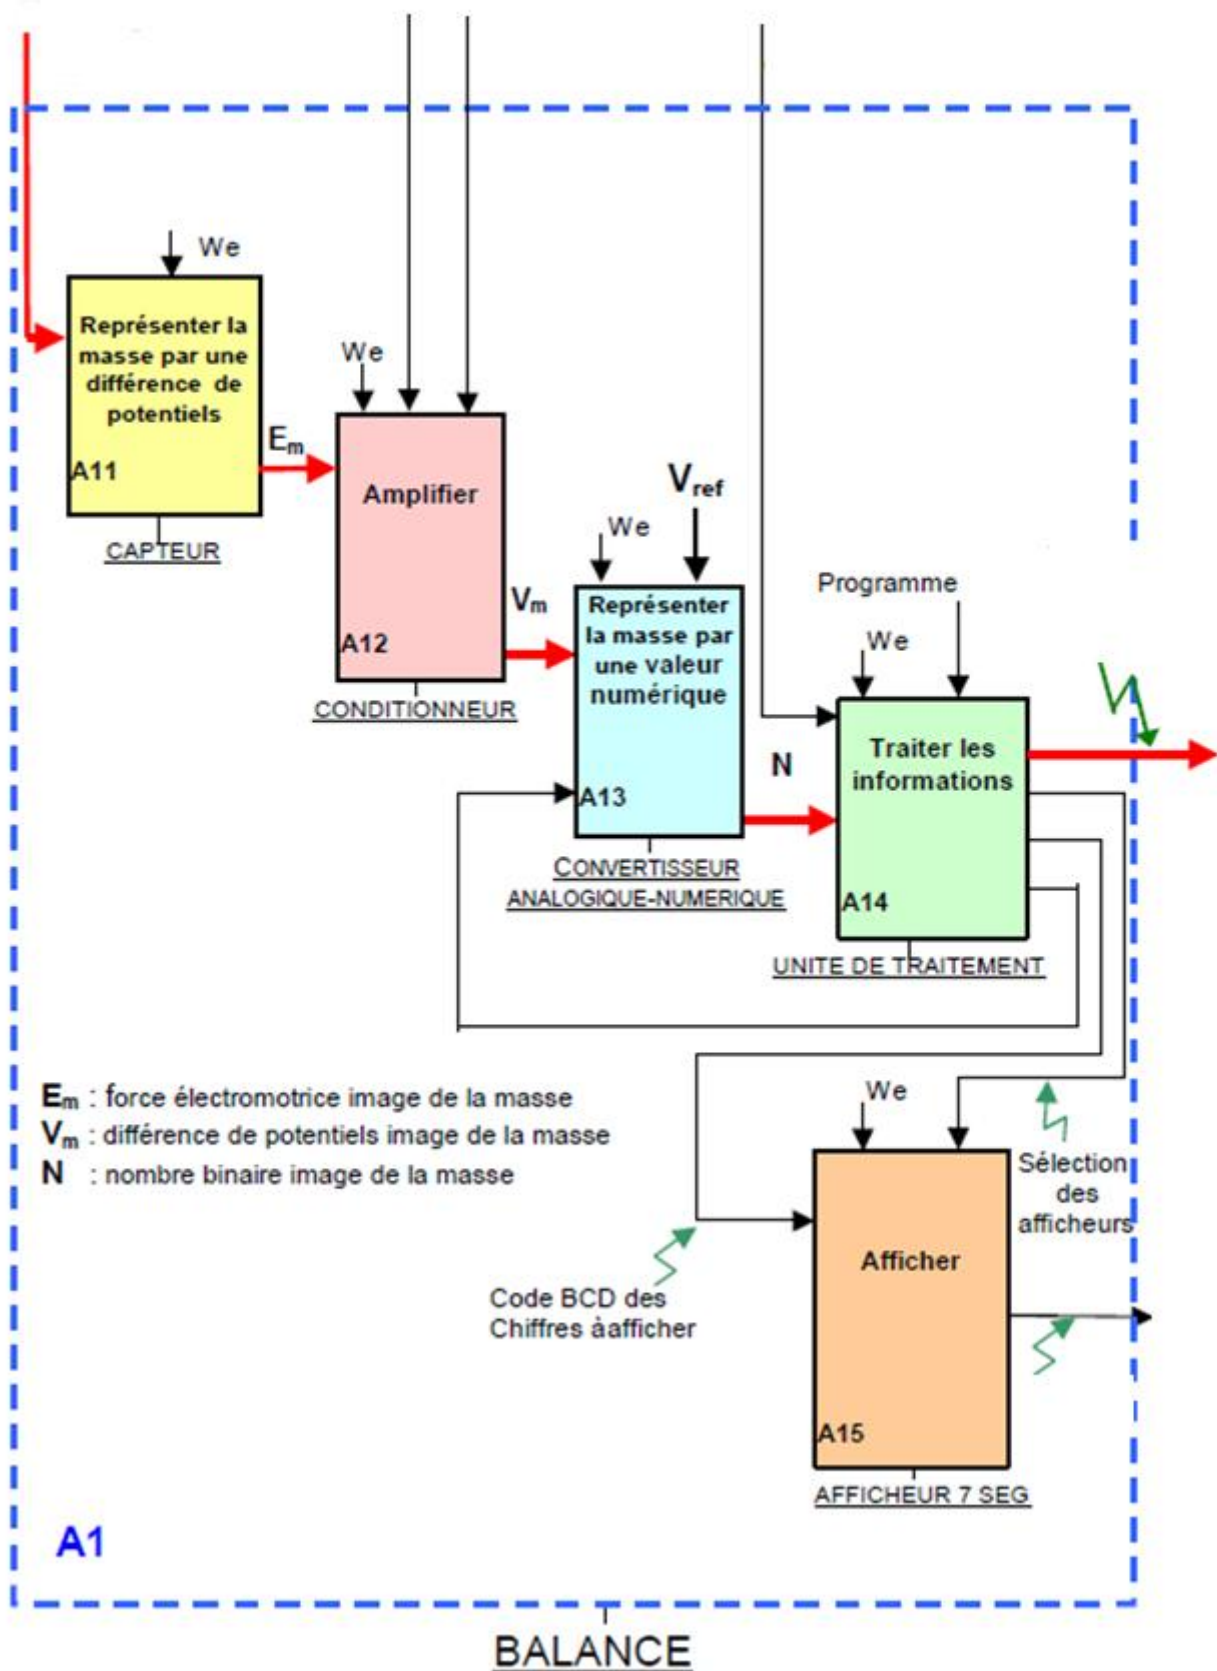 We
Représenter la
masse par une
différence de
potentiels
A11
CAPTEUR
Em
We
Amplifier
A12
CONDITIONNEUR
Vm
We
Vref
Représenter
la masse par
une valeur
numérique
A13
CONVERTISSEUR
ANALOGIQUE-NUMERIQUE
N
Programme
We
Traiter les
informations
A14
UNITE DE TRAITEMENT
Em : force électromotrice image de la masse
Vm : différence de potentiels image de la masse
N : nombre binaire image de la masse
We
Sélection
des
afficheurs
Code BCD des
Chiffres àafficher
Afficher
A15
AFFICHEUR 7 SEG
A1
BALANCE